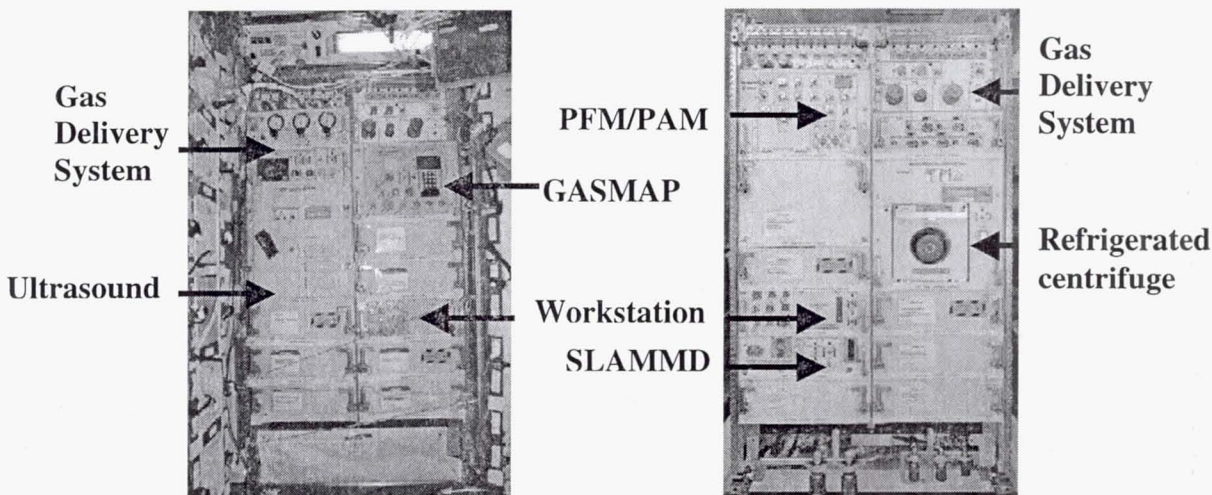 Gas
Delivery
System
Ultrasound
PFM/PAM
GASMAP
Workstation
SLAMMD
Gas
Delivery
System
Refrigerated
centrifuge